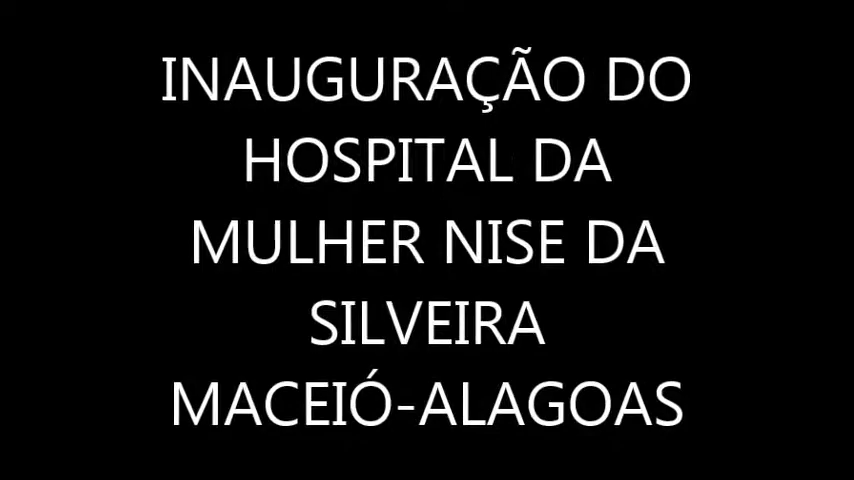 INAUGURAÇÃO DO
HOSPITAL DA
MULHER NISE DA
SILVEIRA
MACEIÓ-ALAGOAS